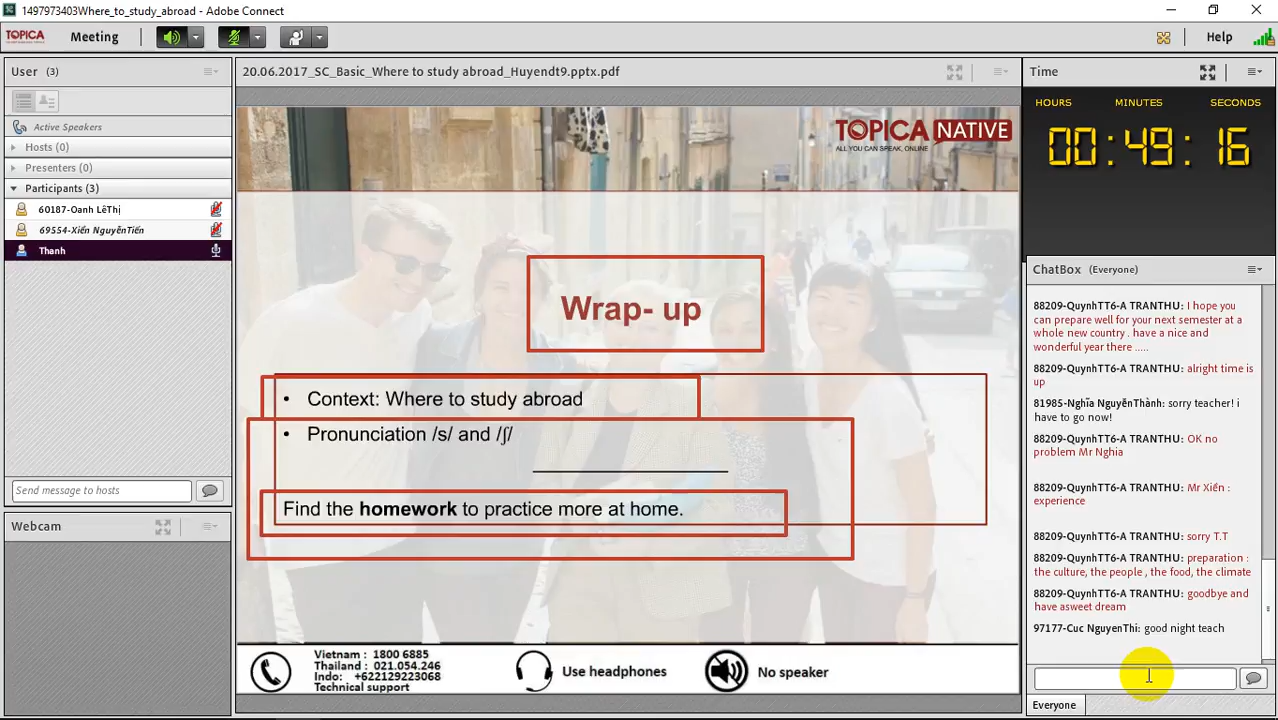 1497973403Where_to_study_abroad - Adobe Connect
TOPICA
Meeting
Help
User (3)
Active Speakers
Hosts (0)
Presenters (0)
Participants (3)
60187-Oanh LêThị
69554-Xiển NguyễnTiến
Thanh
Send message to hosts
Webcam
20.06.2017_SC_Basic_Where to study abroad_Huyendt9.pptx.pdf
TOPICA NATIVE
ALL YOU CAN SPEAK, ONLINE
Wrap- up
• Context: Where to study abroad
• Pronunciation /s/ and /ʃ/
Find the homework to practice more at home.
Vietnam : 1800 6885
Thailand : 021.054.246
Indo: +622129223068
Technical support
Use headphones
No speaker
Time
HOURS MINUTES SECONDS
00:49:16
ChatBox (Everyone)
88209-QuynhTT6-A TRANTHU: I hope you
can prepare well for your next semester at a
whole new country . have a nice and
wonderful year there .....
88209-QuynhTT6-A TRANTHU: alright time is
up
81985-Nghĩa NguyễnThành: sorry teacher! i
have to go now!
88209-QuynhTT6-A TRANTHU: OK no
problem Mr Nghia
88209-QuynhTT6-A TRANTHU: Mr Xiển :
experience
88209-QuynhTT6-A TRANTHU: sorry T.T
88209-QuynhTT6-A TRANTHU: preparation :
the culture, the people , the food, the climate
88209-QuynhTT6-A TRANTHU: goodbye and
have asweet dream
97177-Cuc NguyenThi: good night teach
Everyone